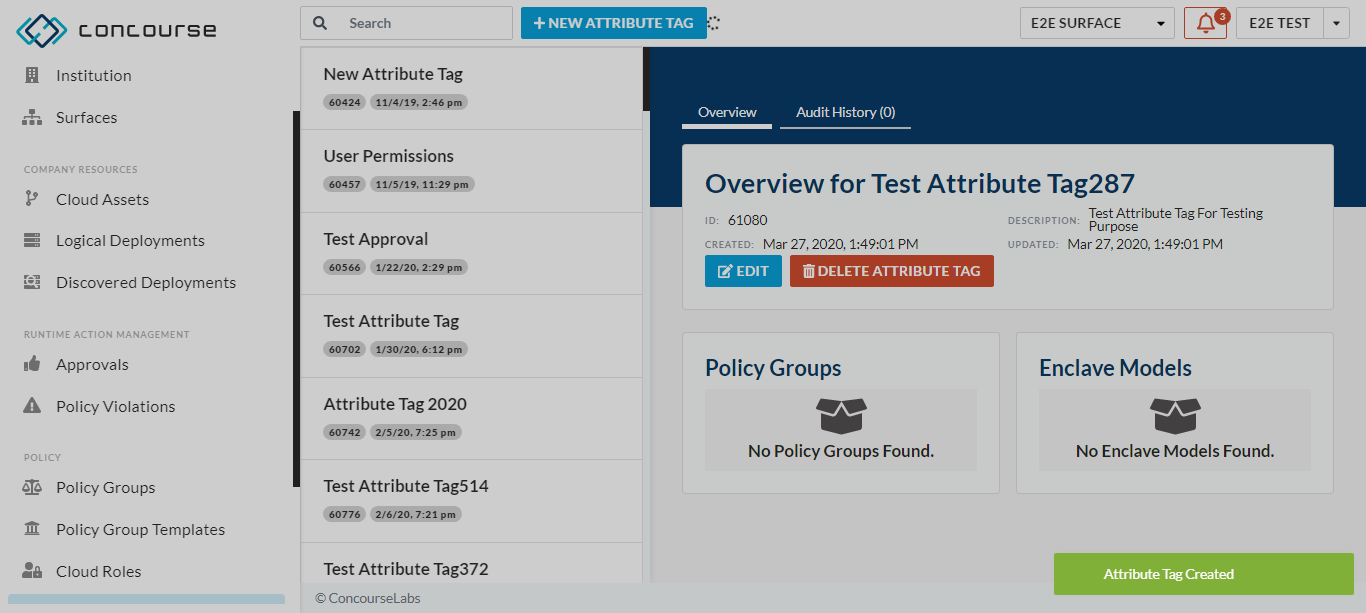 concourse
Search
NEW ATTRIBUTE TAG
E2E SURFACE
3
E2E TEST
Institution
Surfaces
COMPANY RESOURCES
Cloud Assets
Logical Deployments
Discovered Deployments
RUNTIME ACTION MANAGEMENT
Approvals
Policy Violations
POLICY
Policy Groups
Policy Group Templates
Cloud Roles
New Attribute Tag
60424 11/4/19, 2:46 pm
User Permissions
60457 11/5/19, 11:29 pm
Test Approval
60566 1/22/20, 2:29 pm
Test Attribute Tag
60702 1/30/20, 6:12 pm
Attribute Tag 2020
60742 2/5/20, 7:25 pm
Test Attribute Tag514
60776 2/6/20, 7:21 pm
Test Attribute Tag372
© ConcourseLabs
Overview Audit History (0)
Overview for Test Attribute Tag287
ID: 61080
DESCRIPTION: Test Attribute Tag For Testing
Purpose
CREATED: Mar 27, 2020, 1:49:01 PM
UPDATED: Mar 27, 2020, 1:49:01 PM
EDIT
DELETE ATTRIBUTE TAG
Policy Groups
No Policy Groups Found.
Enclave Models
No Enclave Models Found.
Attribute Tag Created